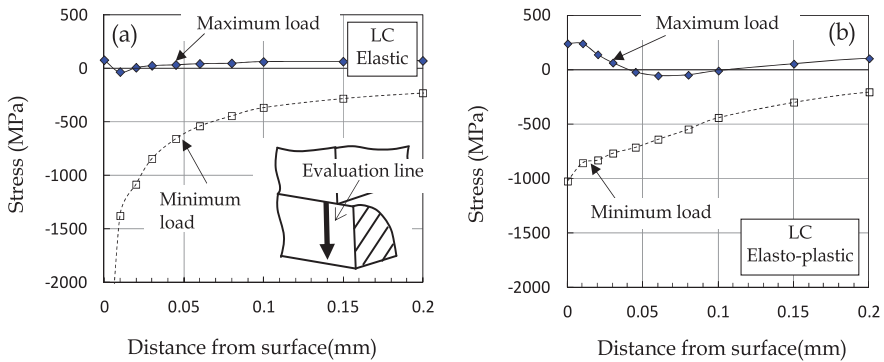 (a)
Maximum load
LC
Elastic
Evaluation line
Minimum
load
500
0
-500
-1000
-1500
-2000
Stress (MPa)
0
0.05
0.1
0.15
0.2
Distance from surface(mm)
(b)
Maximum load
Minimum load
LC
Elasto-plastic
500
0
-500
-1000
-1500
-2000
Stress (MPa)
0
0.05
0.1
0.15
0.2
Distance from surface(mm)